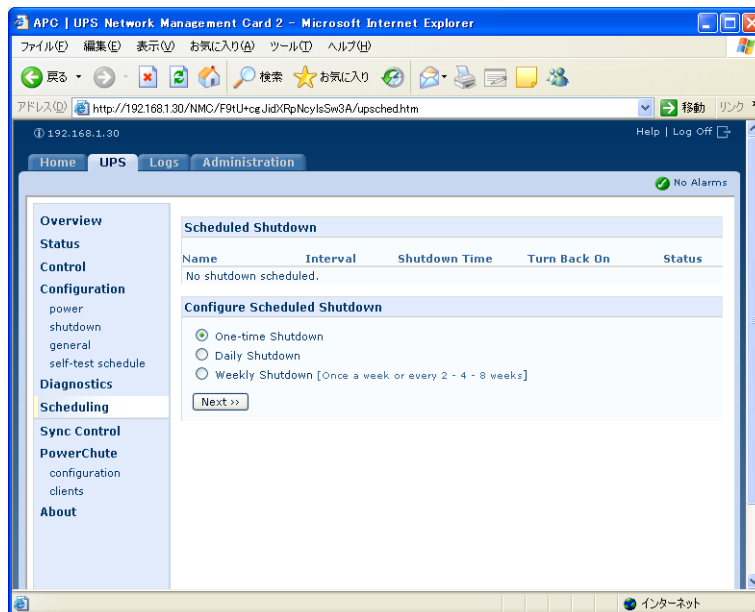 APC | UPS Network Management Card 2 - Microsoft Internet Explorer
ファイル(F) 編集(E) 表示(V) お気に入り(A) ツール(T) ヘルプ(H)
戻る 検索 お気に入り
アドレス(D) http://192.168.1.30/NMC/F9tU+cgJidXRpNcyIsSw3A/upsched.htm 移動 リンク
192.168.1.30 Help | Log Off
Home UPS Logs Administration
No Alarms
Overview
Status
Control
Configuration
power
shutdown
general
self-test schedule
Diagnostics
Scheduling
Sync Control
PowerChute
configuration
clients
About
Scheduled Shutdown
Name Interval Shutdown Time Turn Back On Status
No shutdown scheduled.
Configure Scheduled Shutdown
One-time Shutdown
Daily Shutdown
Weekly Shutdown [Once a week or every 2 - 4 - 8 weeks]
Next >>
インターネット